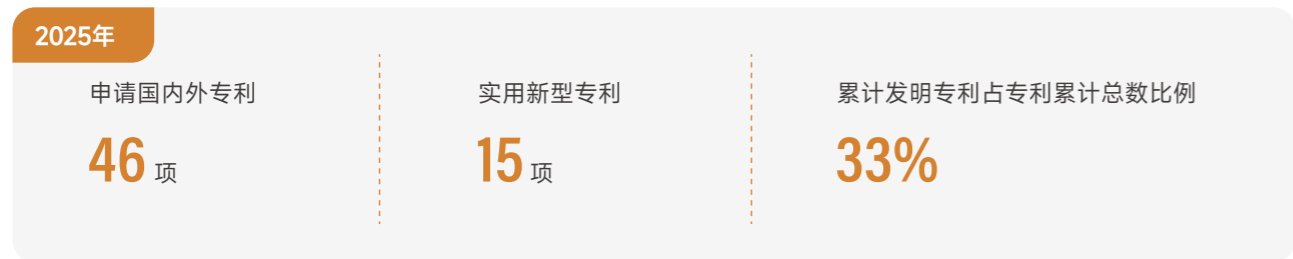 2025年
申请国内外专利
46 项
实用新型专利
15 项
累计发明专利占专利累计总数比例
33%